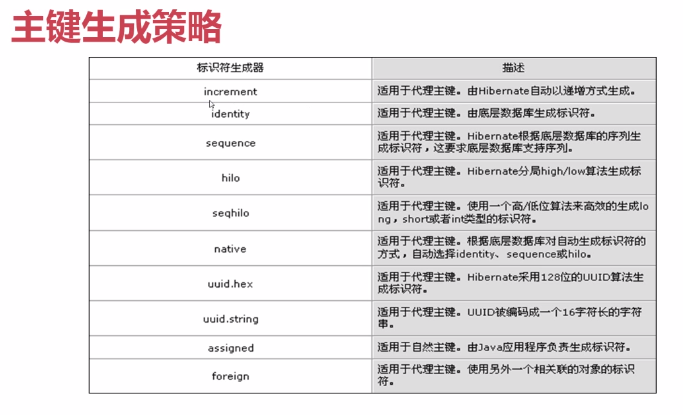 主键生成策略
标识符生成器 描述
increment 适用于代理主键。由Hibernate自动以递增方式生成。
identity 适用于代理主键。由底层数据库生成标识符。
sequence 适用于代理主键。Hibernate根据底层数据库的序列生
成标识符，这要求底层数据库支持序列。
hilo 适用于代理主键。Hibernate分局high/low算法生成标
识符。
seqhilo 适用于代理主键。使用一个高/低位算法来高效的生成lo
ng，short或者int类型的标识符。
native 适用于代理主键。根据底层数据库对自动生成标识符的
方式，自动选择identity、sequence或hilo。
uuid.hex 适用于代理主键。Hibernate采用128位的UUID算法生
成标识符。
uuid.string 适用于代理主键。UUID被编码成一个16字符长的字符
串。
assigned 适用于自然主键。由Java应用程序负责生成标识符。
foreign 适用于代理主键。使用另外一个相关联的对象的标识
符。